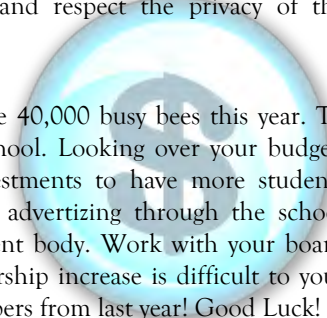 and respect the privacy of th
e 40,000 busy bees this year. T
hool. Looking over your budge
estments to have more studen
advertizing through the schoo
ent body. Work with your boar
rship increase is difficult to you
bers from last year! Good Luck!